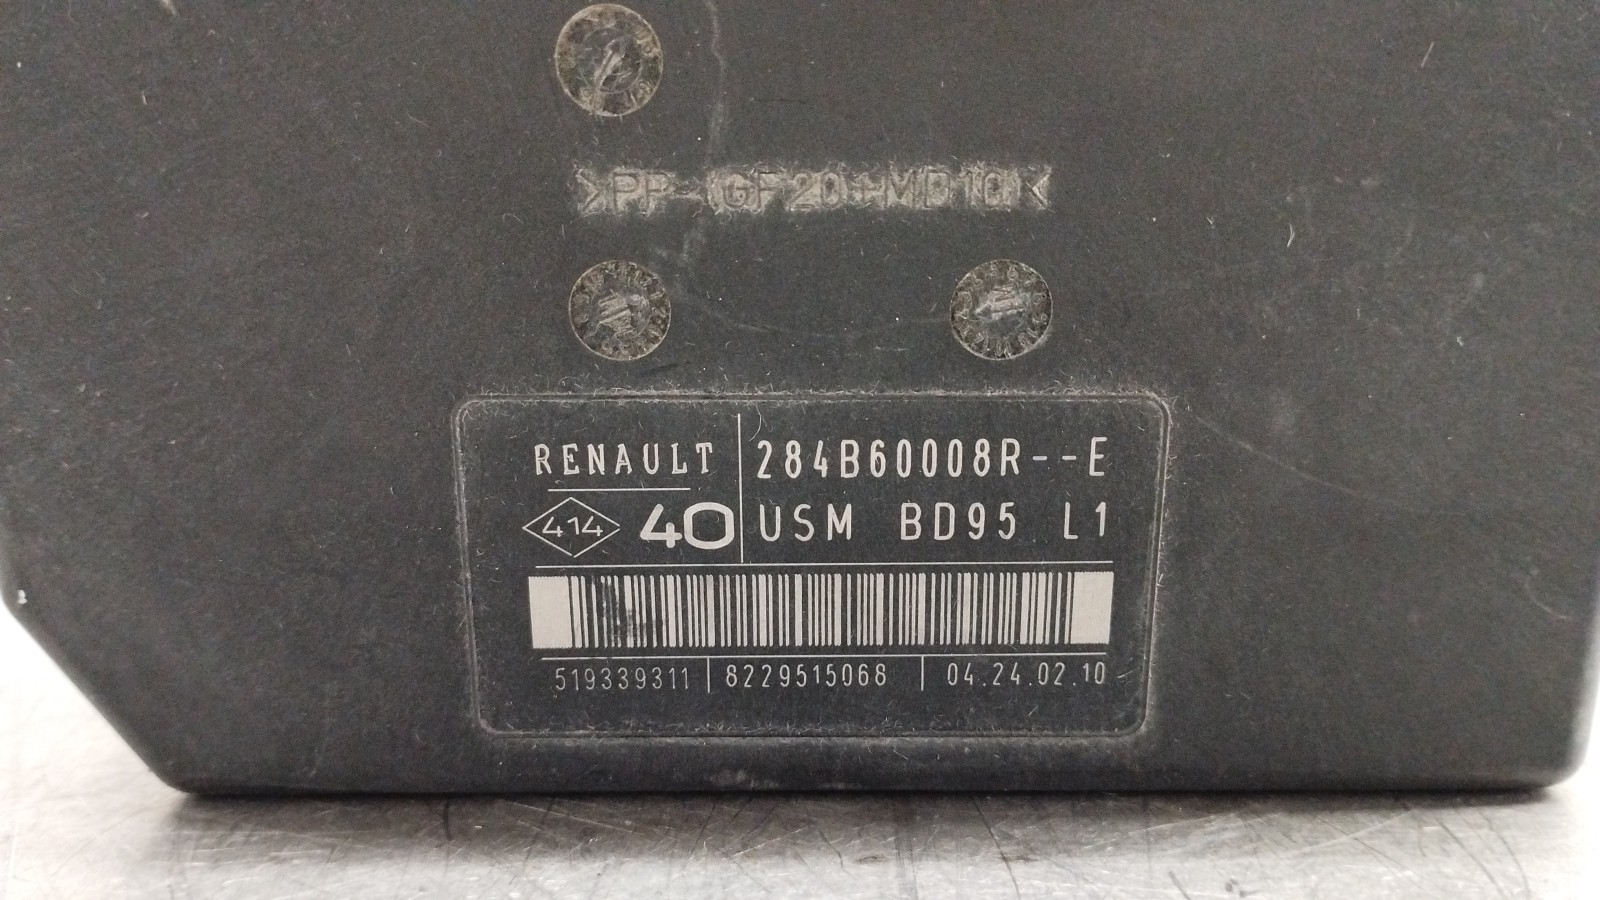 >PP-(GF20+MD10)<
RENAULT
284B60008R--E
414
40
USM BD95 L1
519339311
8229515068
04.24.02.10